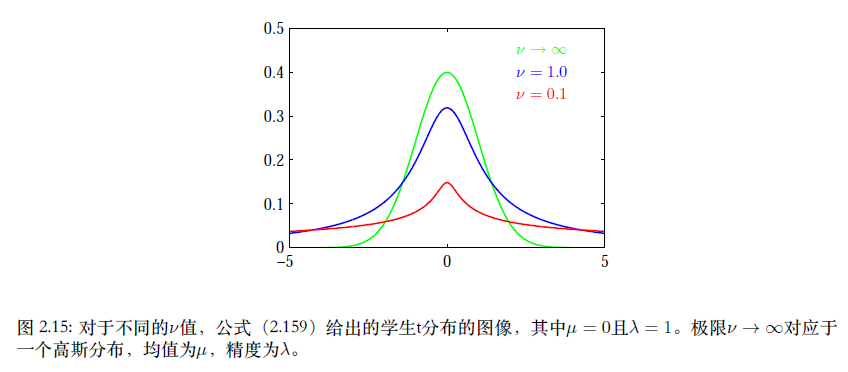 0.5
ν → ∞
0.4
ν = 1.0
ν = 0.1
0.3
0.2
0.1
0
−5
0
5
图 2.15: 对于不同的ν值，公式（2.159）给出的学生t分布的图像，其中μ = 0且λ = 1。极限ν → ∞对应于
一个高斯分布，均值为μ，精度为λ。